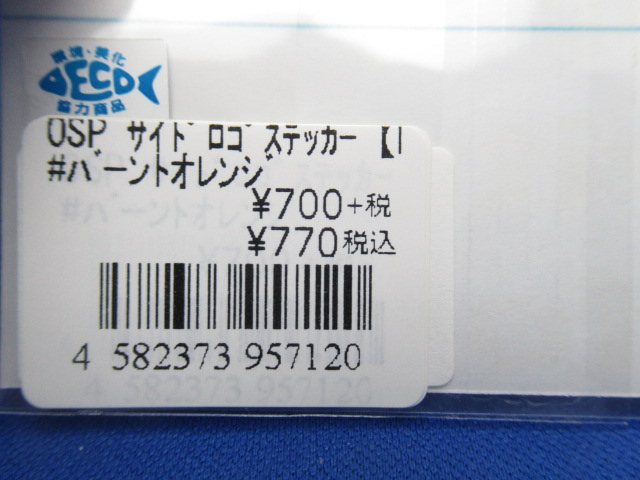 環境・美化
ECO
協力商品
OSP サイドロゴステッカー【
#バーントオレンジ
¥700+税
¥770税込
4 582373 957120